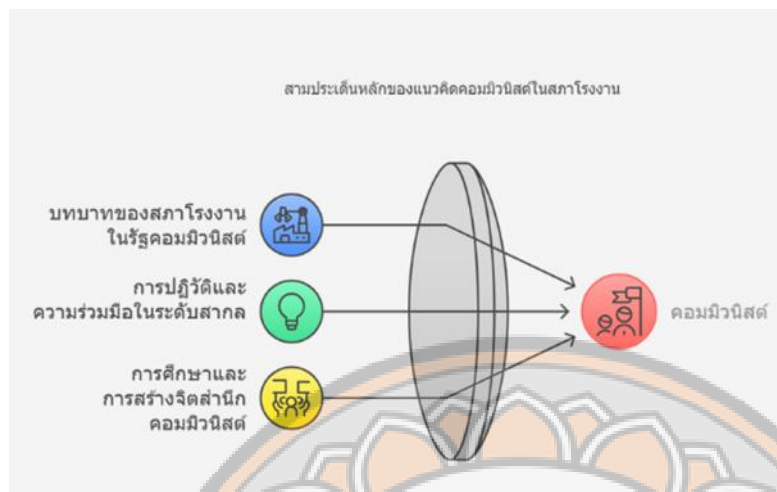 สามประเด็นหลักของแนวคิดคอมมิวนิสต์ในสภาโรงงาน
บทบาทของสภาโรงงาน
ในรัฐคอมมิวนิสต์
การปฏิวัติและ
ความร่วมมือในระดับสากล
คอมมิวนิสต์
การศึกษาและ
การสร้างจิตสำนึก
คอมมิวนิสต์